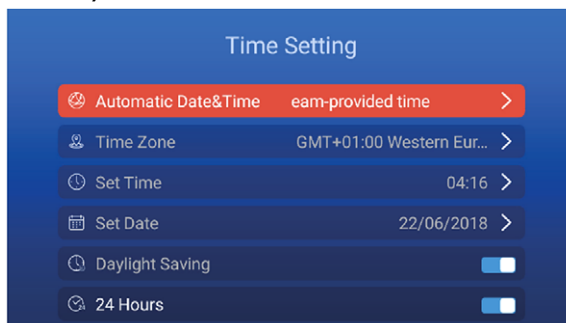 Time Setting
Automatic Date&Time eam-provided time
Time Zone GMT+01:00 Western Eur...
Set Time 04:16
Set Date 22/06/2018
Daylight Saving
24 Hours